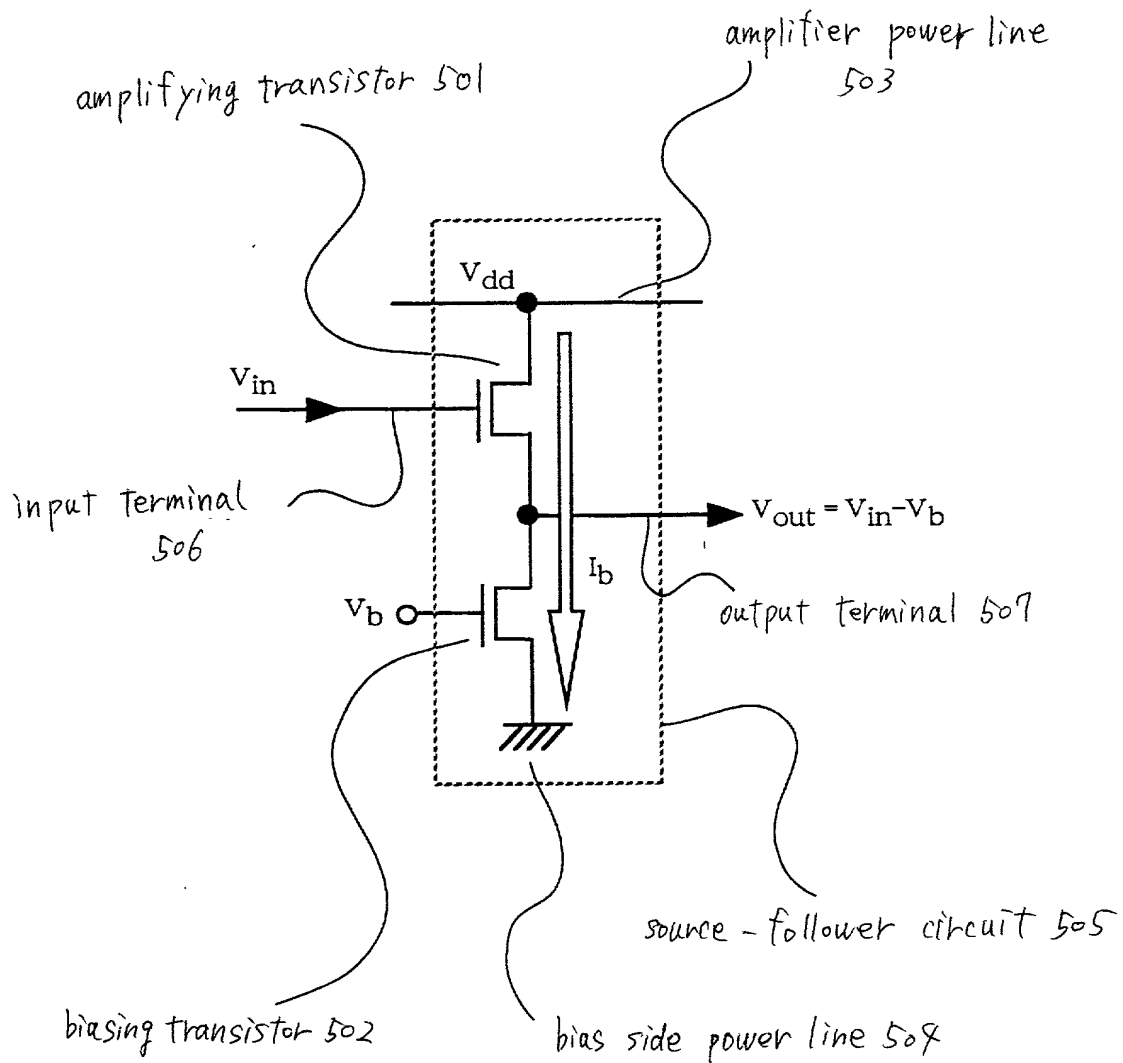 amplifier power line
503
amplifying transistor 501
Vdd
Vin
input terminal
506
Vout = Vin-Vb
Ib
Vb
output terminal 507
source-follower circuit 505
biasing transistor 502
bias side power line 504